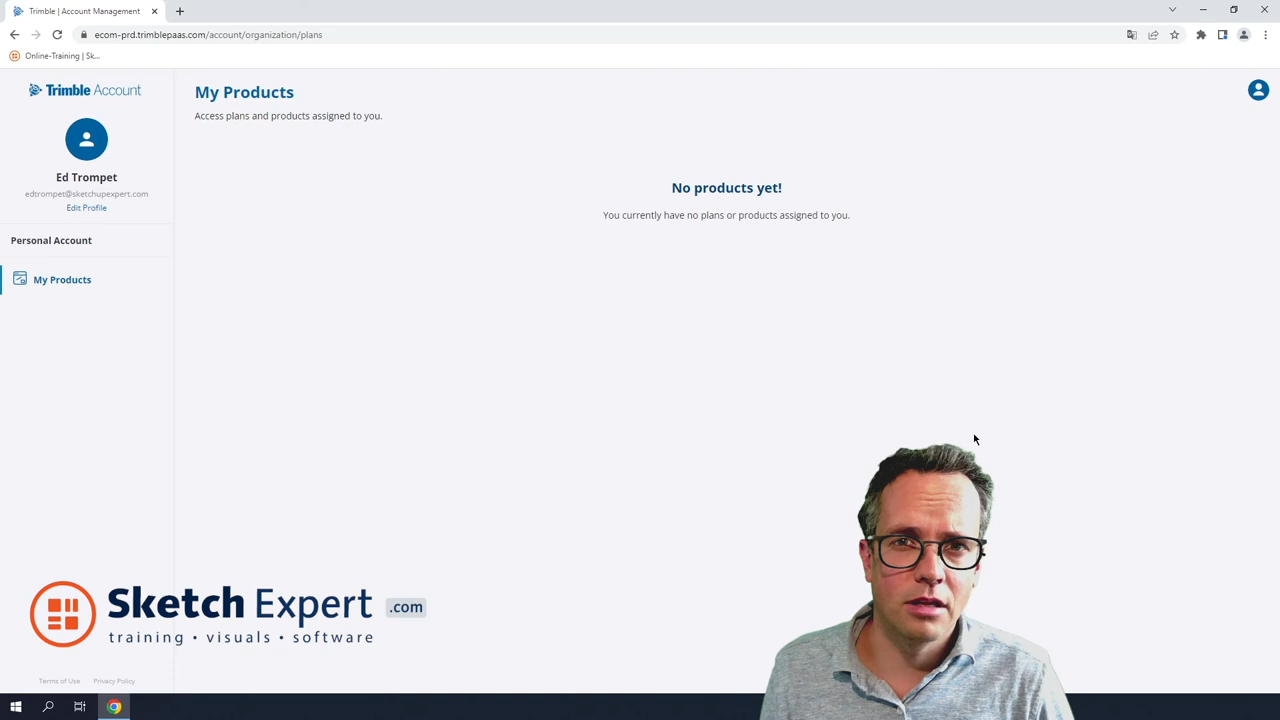 Trimble | Account Management
ecom-prd.trimblepaas.com/account/organization/plans
Online-Training | Sk...
Trimble Account
Ed Trompet
edtrompet@sketchupexpert.com
Edit Profile
Personal Account
My Products
My Products
Access plans and products assigned to you.
No products yet!
You currently have no plans or products assigned to you.
Sketch Expert .com
training • visuals • software
Terms of Use Privacy Policy